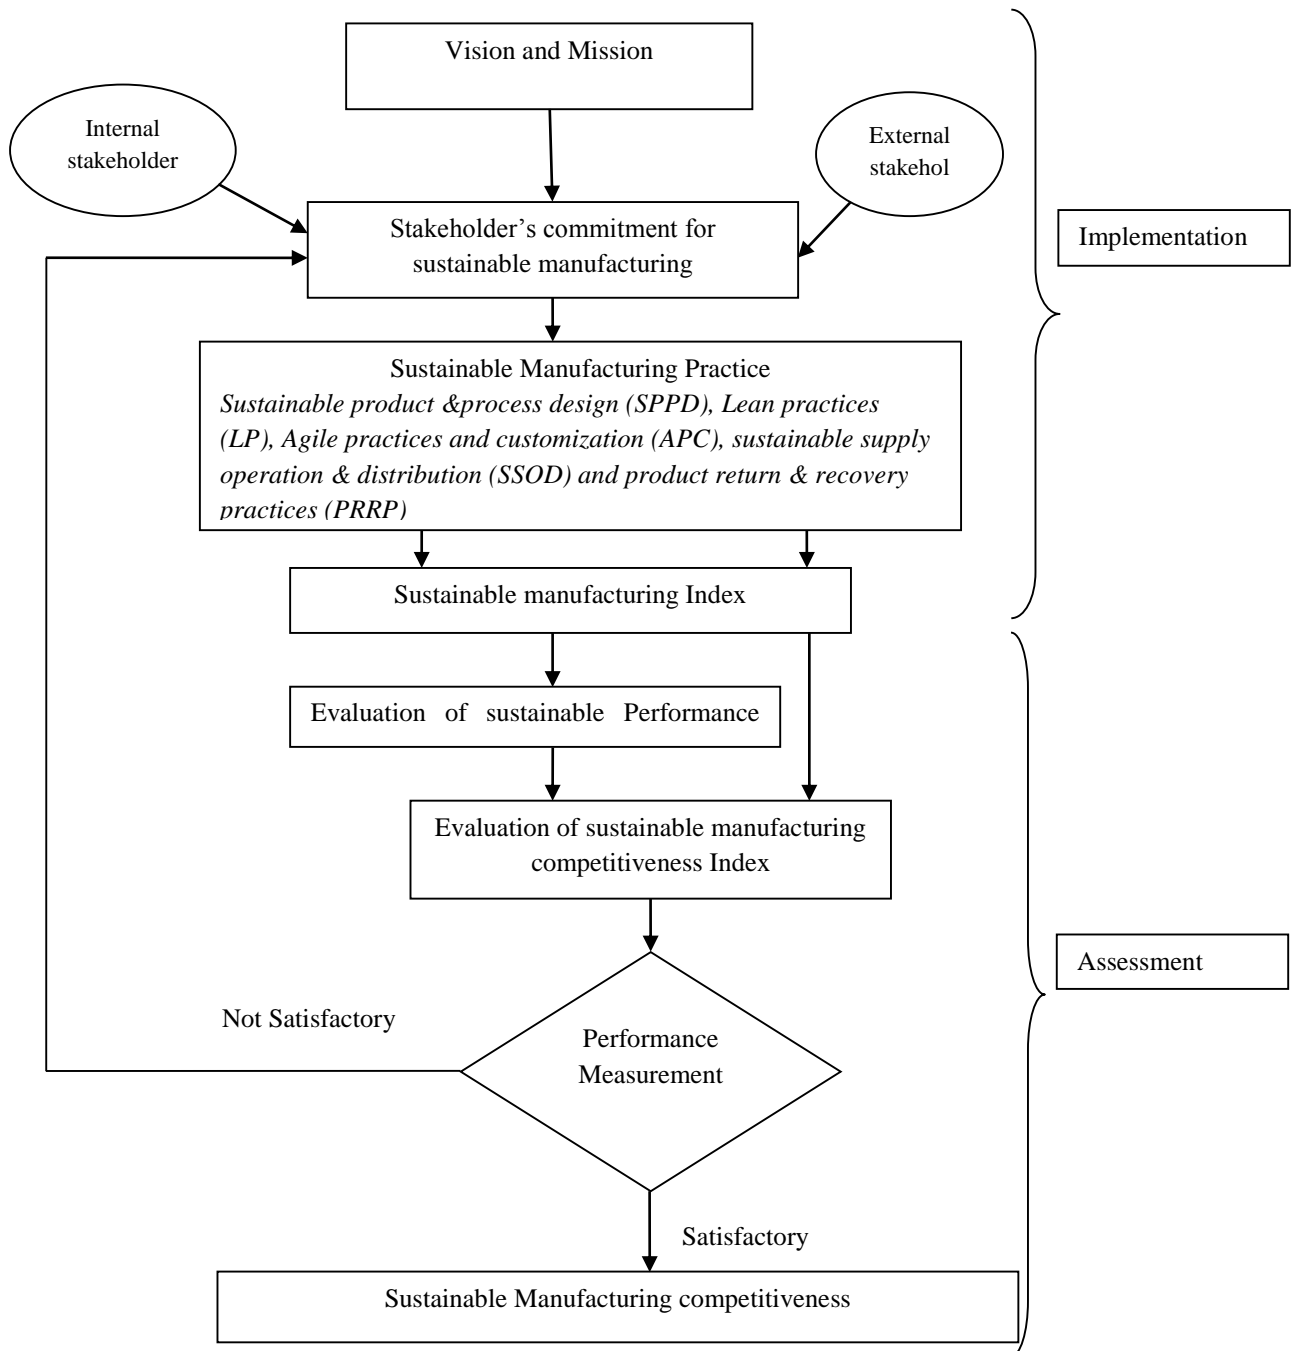 Vision and Mission
Internal
stakeholder
External
stakehol
Stakeholder’s commitment for
sustainable manufacturing
Implementation
Sustainable Manufacturing Practice
Sustainable product &process design (SPPD), Lean practices
(LP), Agile practices and customization (APC), sustainable supply
operation & distribution (SSOD) and product return & recovery
practices (PRRP)
Sustainable manufacturing Index
Evaluation of sustainable Performance
Evaluation of sustainable manufacturing
competitiveness Index
Assessment
Not Satisfactory
Performance
Measurement
Satisfactory
Sustainable Manufacturing competitiveness